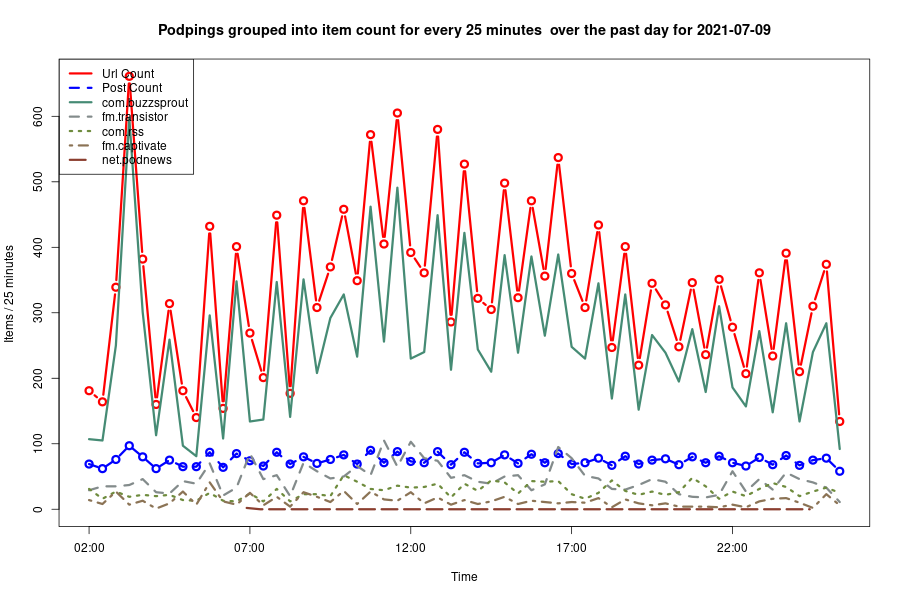 Podpings grouped into item count for every 25 minutes  over the past day for 2021-07-09
Url Count
Post Count
com.buzzsprout
fm.transistor
com.rss
fm.captivate
net.podnews
Items / 25 minutes
600
500
400
300
200
100
0
02:00
07:00
12:00
17:00
22:00
Time